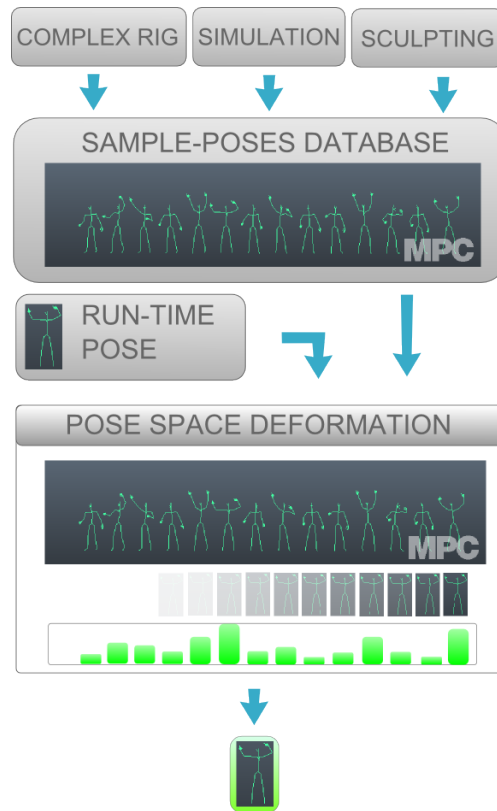 COMPLEX RIG
SIMULATION
SCULPTING
SAMPLE-POSES DATABASE
MPC
RUN-TIME
POSE
POSE SPACE DEFORMATION
MPC